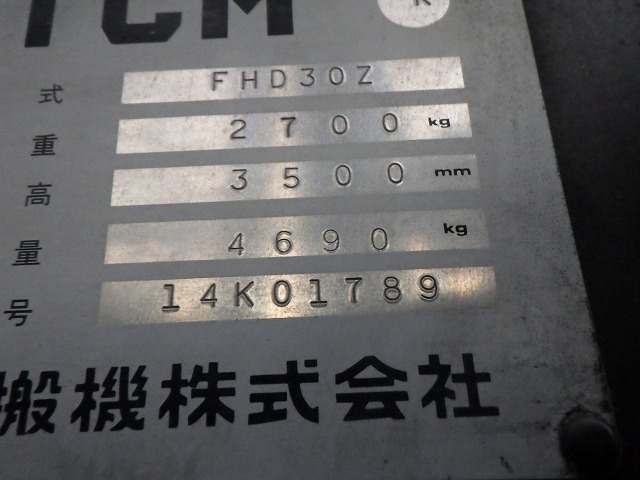 TCM
K
式 FHD30Z
重 2700 kg
高 3500 mm
量 4690 kg
号 14K01789
搬機株式会社